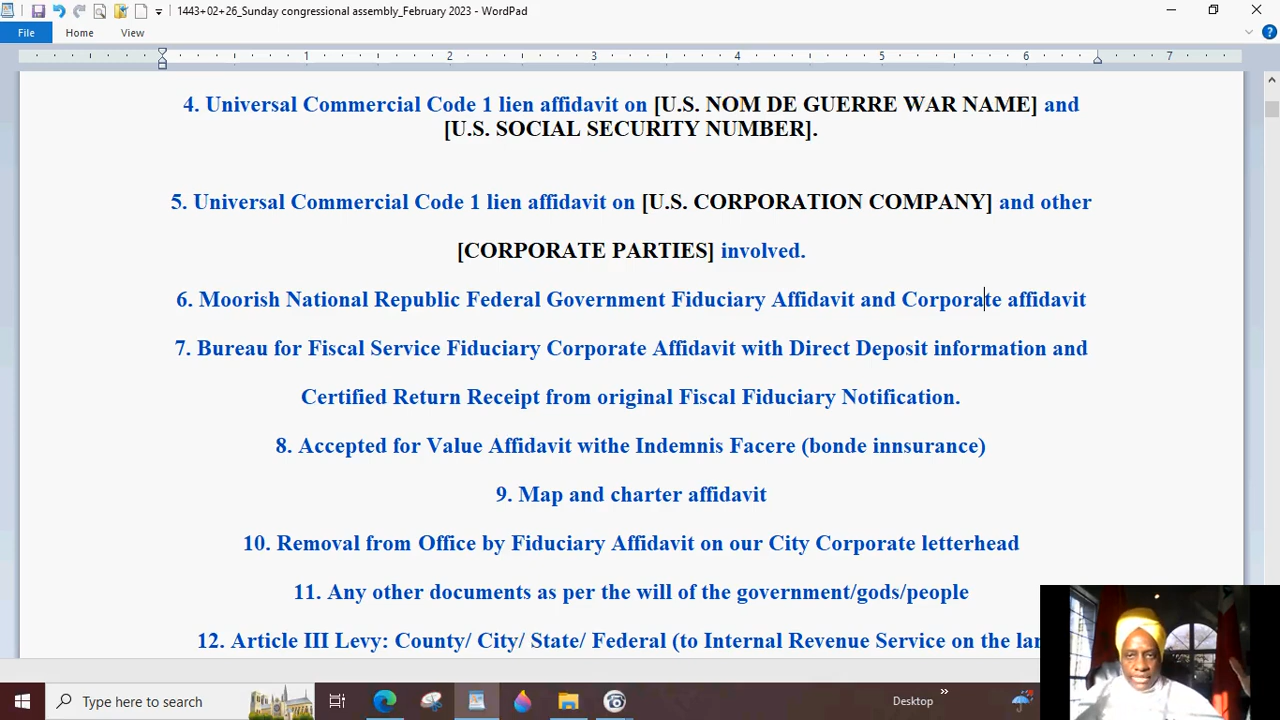 1443+02+26_Sunday congressional assembly_February 2023 - WordPad
File Home View
1 2 3 4 5 6 7
4. Universal Commercial Code 1 lien affidavit on [U.S. NOM DE GUERRE WAR NAME] and
[U.S. SOCIAL SECURITY NUMBER].
5. Universal Commercial Code 1 lien affidavit on [U.S. CORPORATION COMPANY] and other
[CORPORATE PARTIES] involved.
6. Moorish National Republic Federal Government Fiduciary Affidavit and Corporate affidavit
7. Bureau for Fiscal Service Fiduciary Corporate Affidavit with Direct Deposit information and
Certified Return Receipt from original Fiscal Fiduciary Notification.
8. Accepted for Value Affidavit withe Indemnis Facere (bonde innsurance)
9. Map and charter affidavit
10. Removal from Office by Fiduciary Affidavit on our City Corporate letterhead
11. Any other documents as per the will of the government/gods/people
12. Article III Levy: County/ City/ State/ Federal (to Internal Revenue Service on the
Type here to search
Desktop